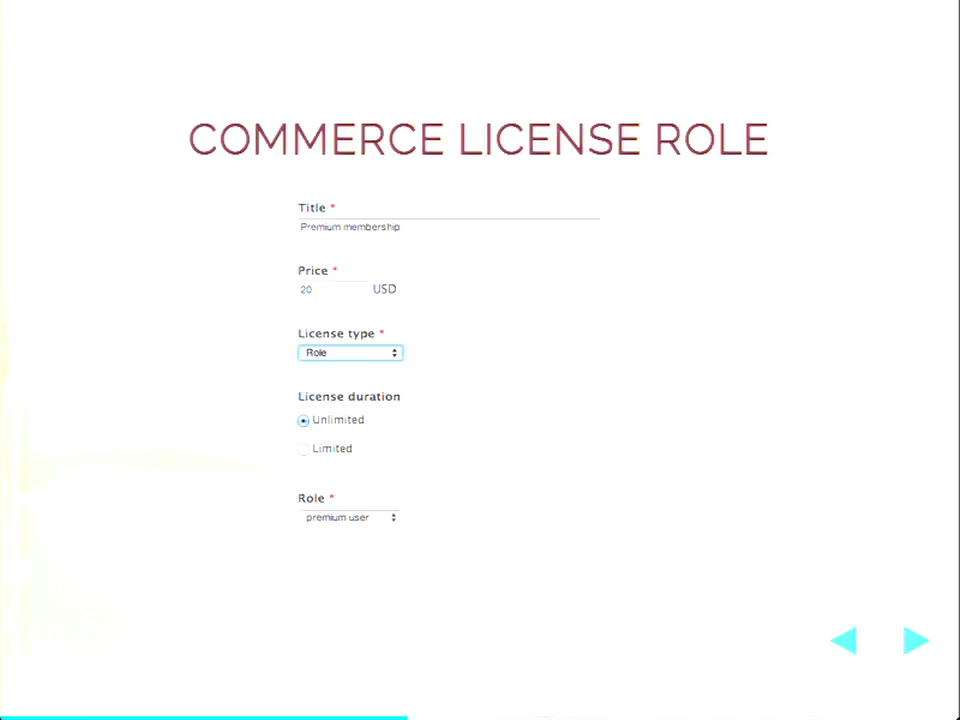 COMMERCE LICENSE ROLE
Title *
Premium membership
Price *
20 USD
License type *
Role
License duration
Unlimited
Limited
Role *
premium user